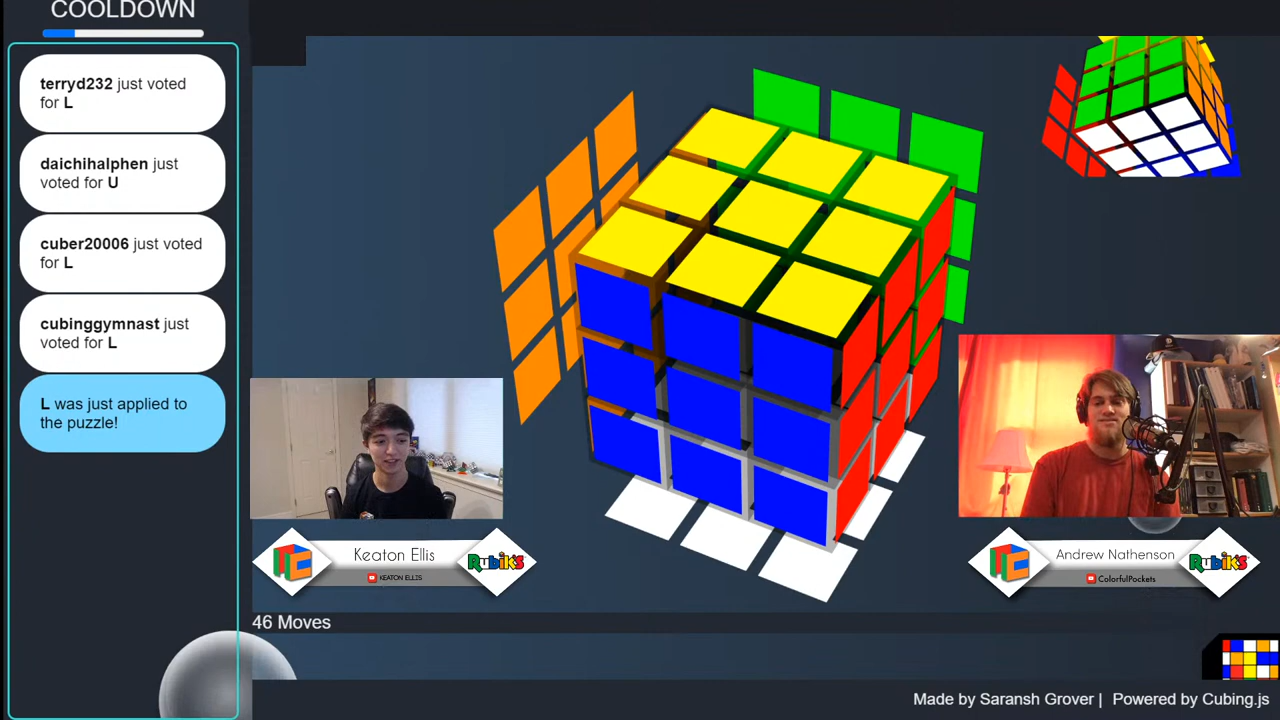 COOLDOWN
terryd232 just voted
for L
daichihalphen just
voted for U
cuber20006 just voted
for L
cubinggymnast just
voted for L
L was just applied to
the puzzle!
Keaton Ellis
RUBIK'S
KEATON ELLIS
Andrew Nathenson
RUBIK'S
ColorfulPockets
46 Moves
Made by Saransh Grover | Powered by Cubing.js